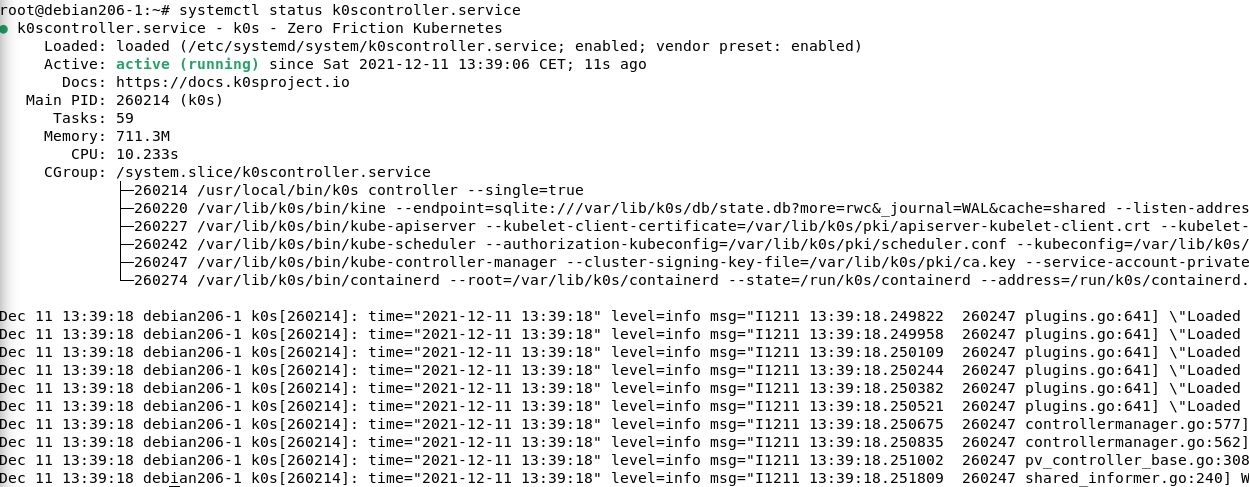 root@debian206-1:~# systemctl status k0scontroller.service
● k0scontroller.service - k0s - Zero Friction Kubernetes
     Loaded: loaded (/etc/systemd/system/k0scontroller.service; enabled; vendor preset: enabled)
     Active: active (running) since Sat 2021-12-11 13:39:06 CET; 11s ago
       Docs: https://docs.k0sproject.io
   Main PID: 260214 (k0s)
      Tasks: 59
     Memory: 711.3M
        CPU: 10.233s
     CGroup: /system.slice/k0scontroller.service
             ├─260214 /usr/local/bin/k0s controller --single=true
             ├─260220 /var/lib/k0s/bin/kine --endpoint=sqlite:///var/lib/k0s/db/state.db?more=rwc&_journal=WAL&cache=shared --listen-addres
             ├─260227 /var/lib/k0s/bin/kube-apiserver --kubelet-client-certificate=/var/lib/k0s/pki/apiserver-kubelet-client.crt --kubelet-
             ├─260242 /var/lib/k0s/bin/kube-scheduler --authorization-kubeconfig=/var/lib/k0s/pki/scheduler.conf --kubeconfig=/var/lib/k0s/
             ├─260247 /var/lib/k0s/bin/kube-controller-manager --cluster-signing-key-file=/var/lib/k0s/pki/ca.key --service-account-private
             └─260274 /var/lib/k0s/bin/containerd --root=/var/lib/k0s/containerd --state=/run/k0s/containerd --address=/run/k0s/containerd.
Dec 11 13:39:18 debian206-1 k0s[260214]: time="2021-12-11 13:39:18" level=info msg="I1211 13:39:18.249822  260247 plugins.go:641] \"Loaded
Dec 11 13:39:18 debian206-1 k0s[260214]: time="2021-12-11 13:39:18" level=info msg="I1211 13:39:18.249958  260247 plugins.go:641] \"Loaded
Dec 11 13:39:18 debian206-1 k0s[260214]: time="2021-12-11 13:39:18" level=info msg="I1211 13:39:18.250109  260247 plugins.go:641] \"Loaded
Dec 11 13:39:18 debian206-1 k0s[260214]: time="2021-12-11 13:39:18" level=info msg="I1211 13:39:18.250244  260247 plugins.go:641] \"Loaded
Dec 11 13:39:18 debian206-1 k0s[260214]: time="2021-12-11 13:39:18" level=info msg="I1211 13:39:18.250382  260247 plugins.go:641] \"Loaded
Dec 11 13:39:18 debian206-1 k0s[260214]: time="2021-12-11 13:39:18" level=info msg="I1211 13:39:18.250521  260247 plugins.go:641] \"Loaded
Dec 11 13:39:18 debian206-1 k0s[260214]: time="2021-12-11 13:39:18" level=info msg="I1211 13:39:18.250675  260247 controllermanager.go:577]
Dec 11 13:39:18 debian206-1 k0s[260214]: time="2021-12-11 13:39:18" level=info msg="I1211 13:39:18.250835  260247 controllermanager.go:562]
Dec 11 13:39:18 debian206-1 k0s[260214]: time="2021-12-11 13:39:18" level=info msg="I1211 13:39:18.251002  260247 pv_controller_base.go:308
Dec 11 13:39:18 debian206-1 k0s[260214]: time="2021-12-11 13:39:18" level=info msg="I1211 13:39:18.251809  260247 shared_informer.go:240] W